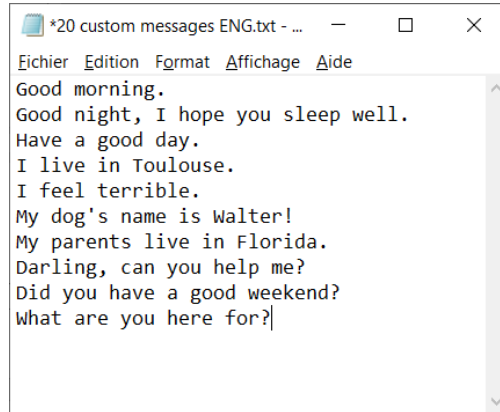 *20 custom messages ENG.txt - ...
Fichier Edition Format Affichage Aide
Good morning.
Good night, I hope you sleep well.
Have a good day.
I live in Toulouse.
I feel terrible.
My dog's name is Walter!
My parents live in Florida.
Darling, can you help me?
Did you have a good weekend?
What are you here for?